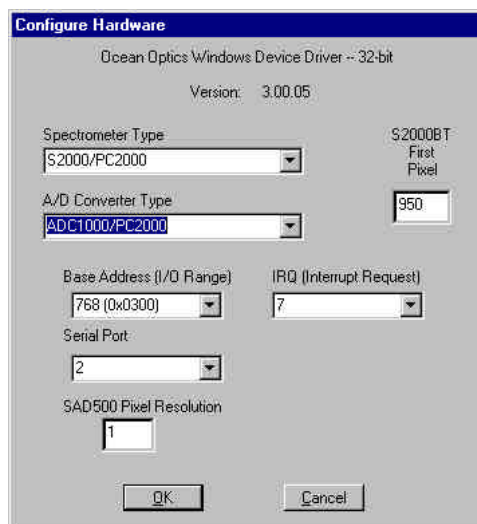 Configure Hardware
Ocean Optics Windows Device Driver -- 32-bit
Version: 3.00.05
Spectrometer Type
S2000/PC2000
S2000BT
First
Pixel
950
A/D Converter Type
ADC1000/PC2000
Base Address (I/O Range)
768 (0x0300)
IRQ (Interrupt Request)
7
Serial Port
2
SAD500 Pixel Resolution
1
OK
Cancel